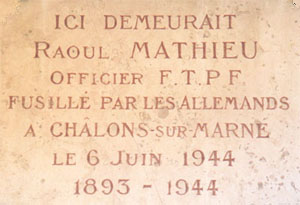 ICI DEMEURAIT
RAOUL MATHIEU
OFFICIER F.T.P.F
FUSILLÉ PAR LES ALLEMANDS
A CHÂLONS-SUR-MARNE
LE 6 JUIN 1944
1893 - 1944